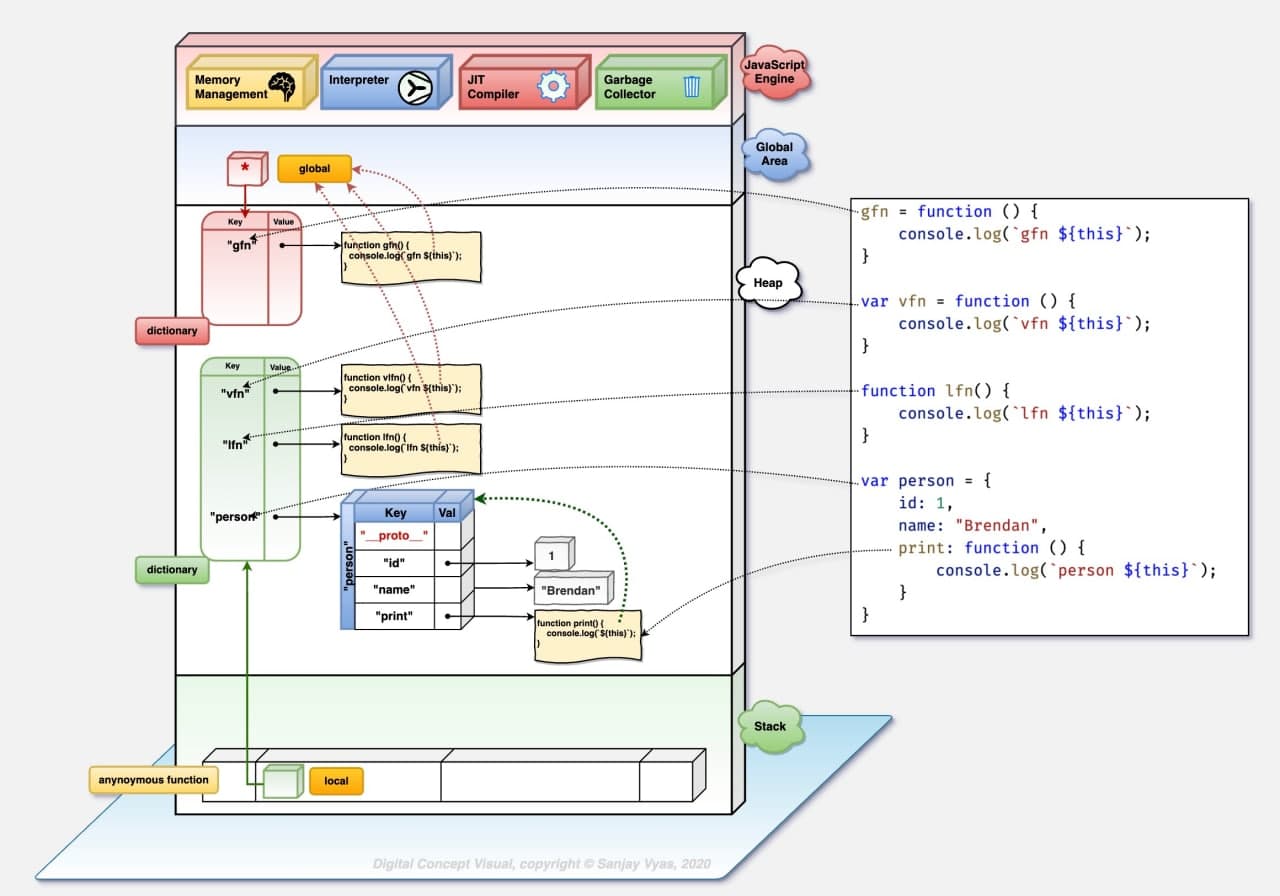 Memory
Management
Interpreter
JIT
Compiler
Garbage
Collector
JavaScript
Engine
Global
Area
*
global
Key Value
"gfn"
function gfn() {
console.log(`gfn ${this}`);
}
dictionary
Heap
Key Value
"vfn"
function vlfn() {
console.log(`vfn ${this}`);
}
"lfn"
function lfn() {
console.log(`lfn ${this}`);
}
"person"
dictionary
"person"
Key Val
"__proto__"
"id"
1
"name"
"Brendan"
"print"
function print() {
console.log(`${this}`);
}
gfn = function () {
console.log(`gfn ${this}`);
}
var vfn = function () {
console.log(`vfn ${this}`);
}
function lfn() {
console.log(`lfn ${this}`);
}
var person = {
id: 1,
name: "Brendan",
print: function () {
console.log(`person ${this}`);
}
}
Stack
anynoymous function
local
Digital Concept Visual, copyright © Sanjay Vyas, 2020